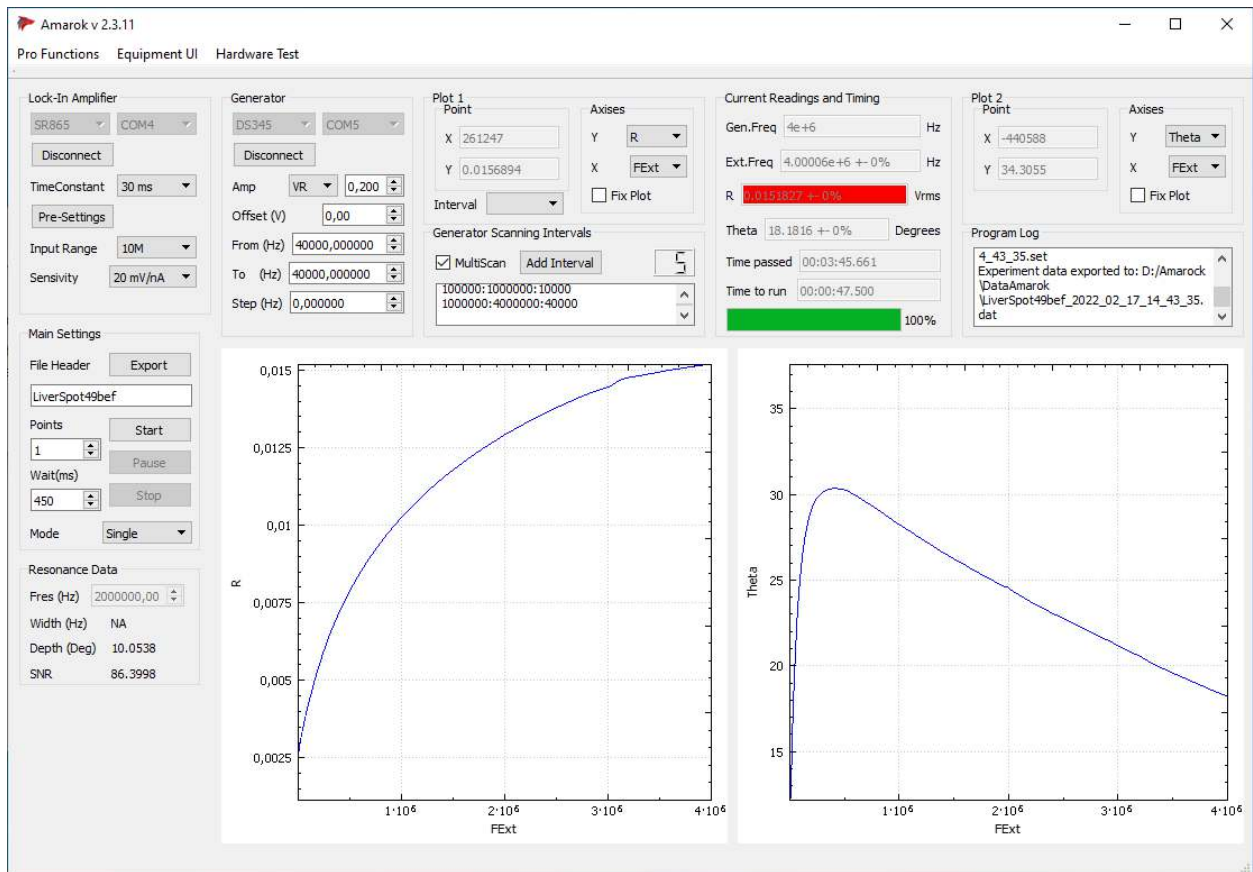 Amarok v 2.3.11
Pro Functions Equipment UI Hardware Test
Lock-In Amplifier
SR865 COM4
Disconnect
TimeConstant 30 ms
Pre-Settings
Input Range 10M
Sensivity 20 mV/nA
Generator
DS345 COM5
Disconnect
Amp VR 0,200
Offset (V) 0,00
From (Hz) 40000,000000
To (Hz) 40000,000000
Step (Hz) 0,000000
Plot 1
Point
X 261247
Y 0.0156894
Interval
Axises
Y R
X FExt
Fix Plot
Generator Scanning Intervals
MultiScan Add Interval 5
100000:1000000:10000
1000000:4000000:40000
Current Readings and Timing
Gen.Freq 4e+6 Hz
Ext.Freq 4.00006e+6 +- 0% Hz
R 0.0151827 +- 0% Vrms
Theta 18.1816 +- 0% Degrees
Time passed 00:03:45.661
Time to run 00:00:47.500
100%
Plot 2
Point
X -440588
Y 34.3055
Axises
Y Theta
X FExt
Fix Plot
Program Log
4_43_35.set
Experiment data exported to: D:/Amarock
\DataAmarok
\LiverSpot49bef_2022_02_17_14_43_35.
dat
Main Settings
File Header Export
LiverSpot49bef
Points
1
Start
Pause
Wait(ms)
450
Stop
Mode Single
Resonance Data
Fres (Hz) 2000000,00
Width (Hz) NA
Depth (Deg) 10.0538
SNR 86.3998
0,015
0,0125
0,01
0,0075
0,005
0,0025
R
1·10⁶ 2·10⁶ 3·10⁶ 4·10⁶
FExt
35
30
25
20
15
Theta
1·10⁶ 2·10⁶ 3·10⁶ 4·10⁶
FExt